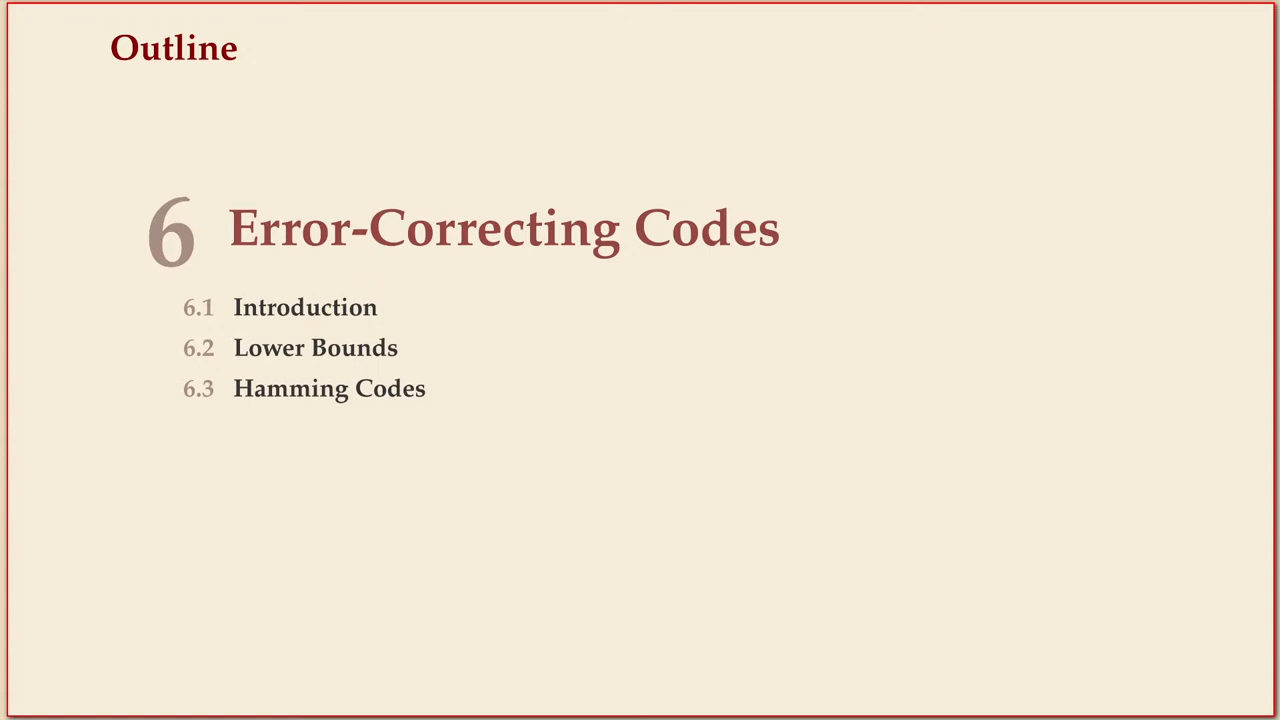 Outline
6 Error-Correcting Codes
6.1 Introduction
6.2 Lower Bounds
6.3 Hamming Codes